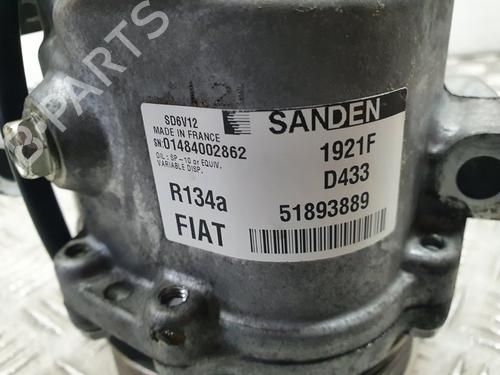 SD6V12
MADE IN FRANCE
SN:01484002862
OIL: SP-10 or EQUIV.
VARIABLE DISP.
R134a
FIAT
SANDEN
1921F
D433
51893889
B-PARTS